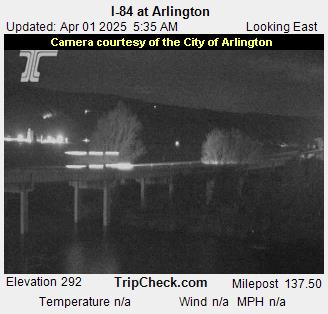 I-84 at Arlington
Updated: Apr 01 2025 5:35 AM Looking East
Camera courtesy of the City of Arlington
Elevation 292 TripCheck.com Milepost 137.50
Temperature n/a Wind n/a MPH n/a